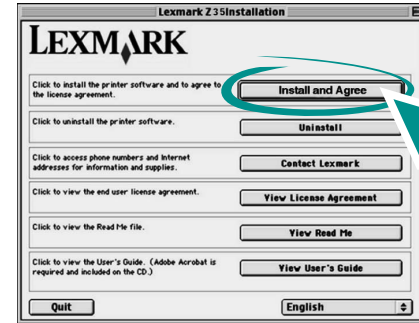 Lexmark Z35Installation
LEXMARK
Click to install the printer software and to agree to
the license agreement.
Install and Agree
Click to uninstall the printer software.
Uninstall
Click to access phone numbers and Internet
addresses for information and supplies.
Contact Lexmark
Click to view the end user license agreement.
View License Agreement
Click to view the Read Me file.
View Read Me
Click to view the User's Guide. (Adobe Acrobat is
required and included on the CD.)
View User's Guide
Quit
English